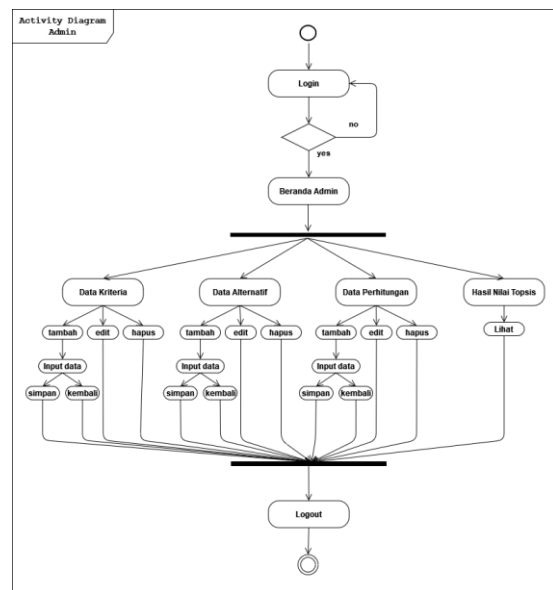 Activity Diagram
Admin
Login
no
yes
Beranda Admin
Data Kriteria
Data Alternatif
Data Perhitungan
Hasil Nilai Topsis
tambah edit hapus
tambah edit hapus
tambah edit hapus
Lihat
Input data
Input data
Input data
simpan kembali
simpan kembali
simpan kembali
Logout